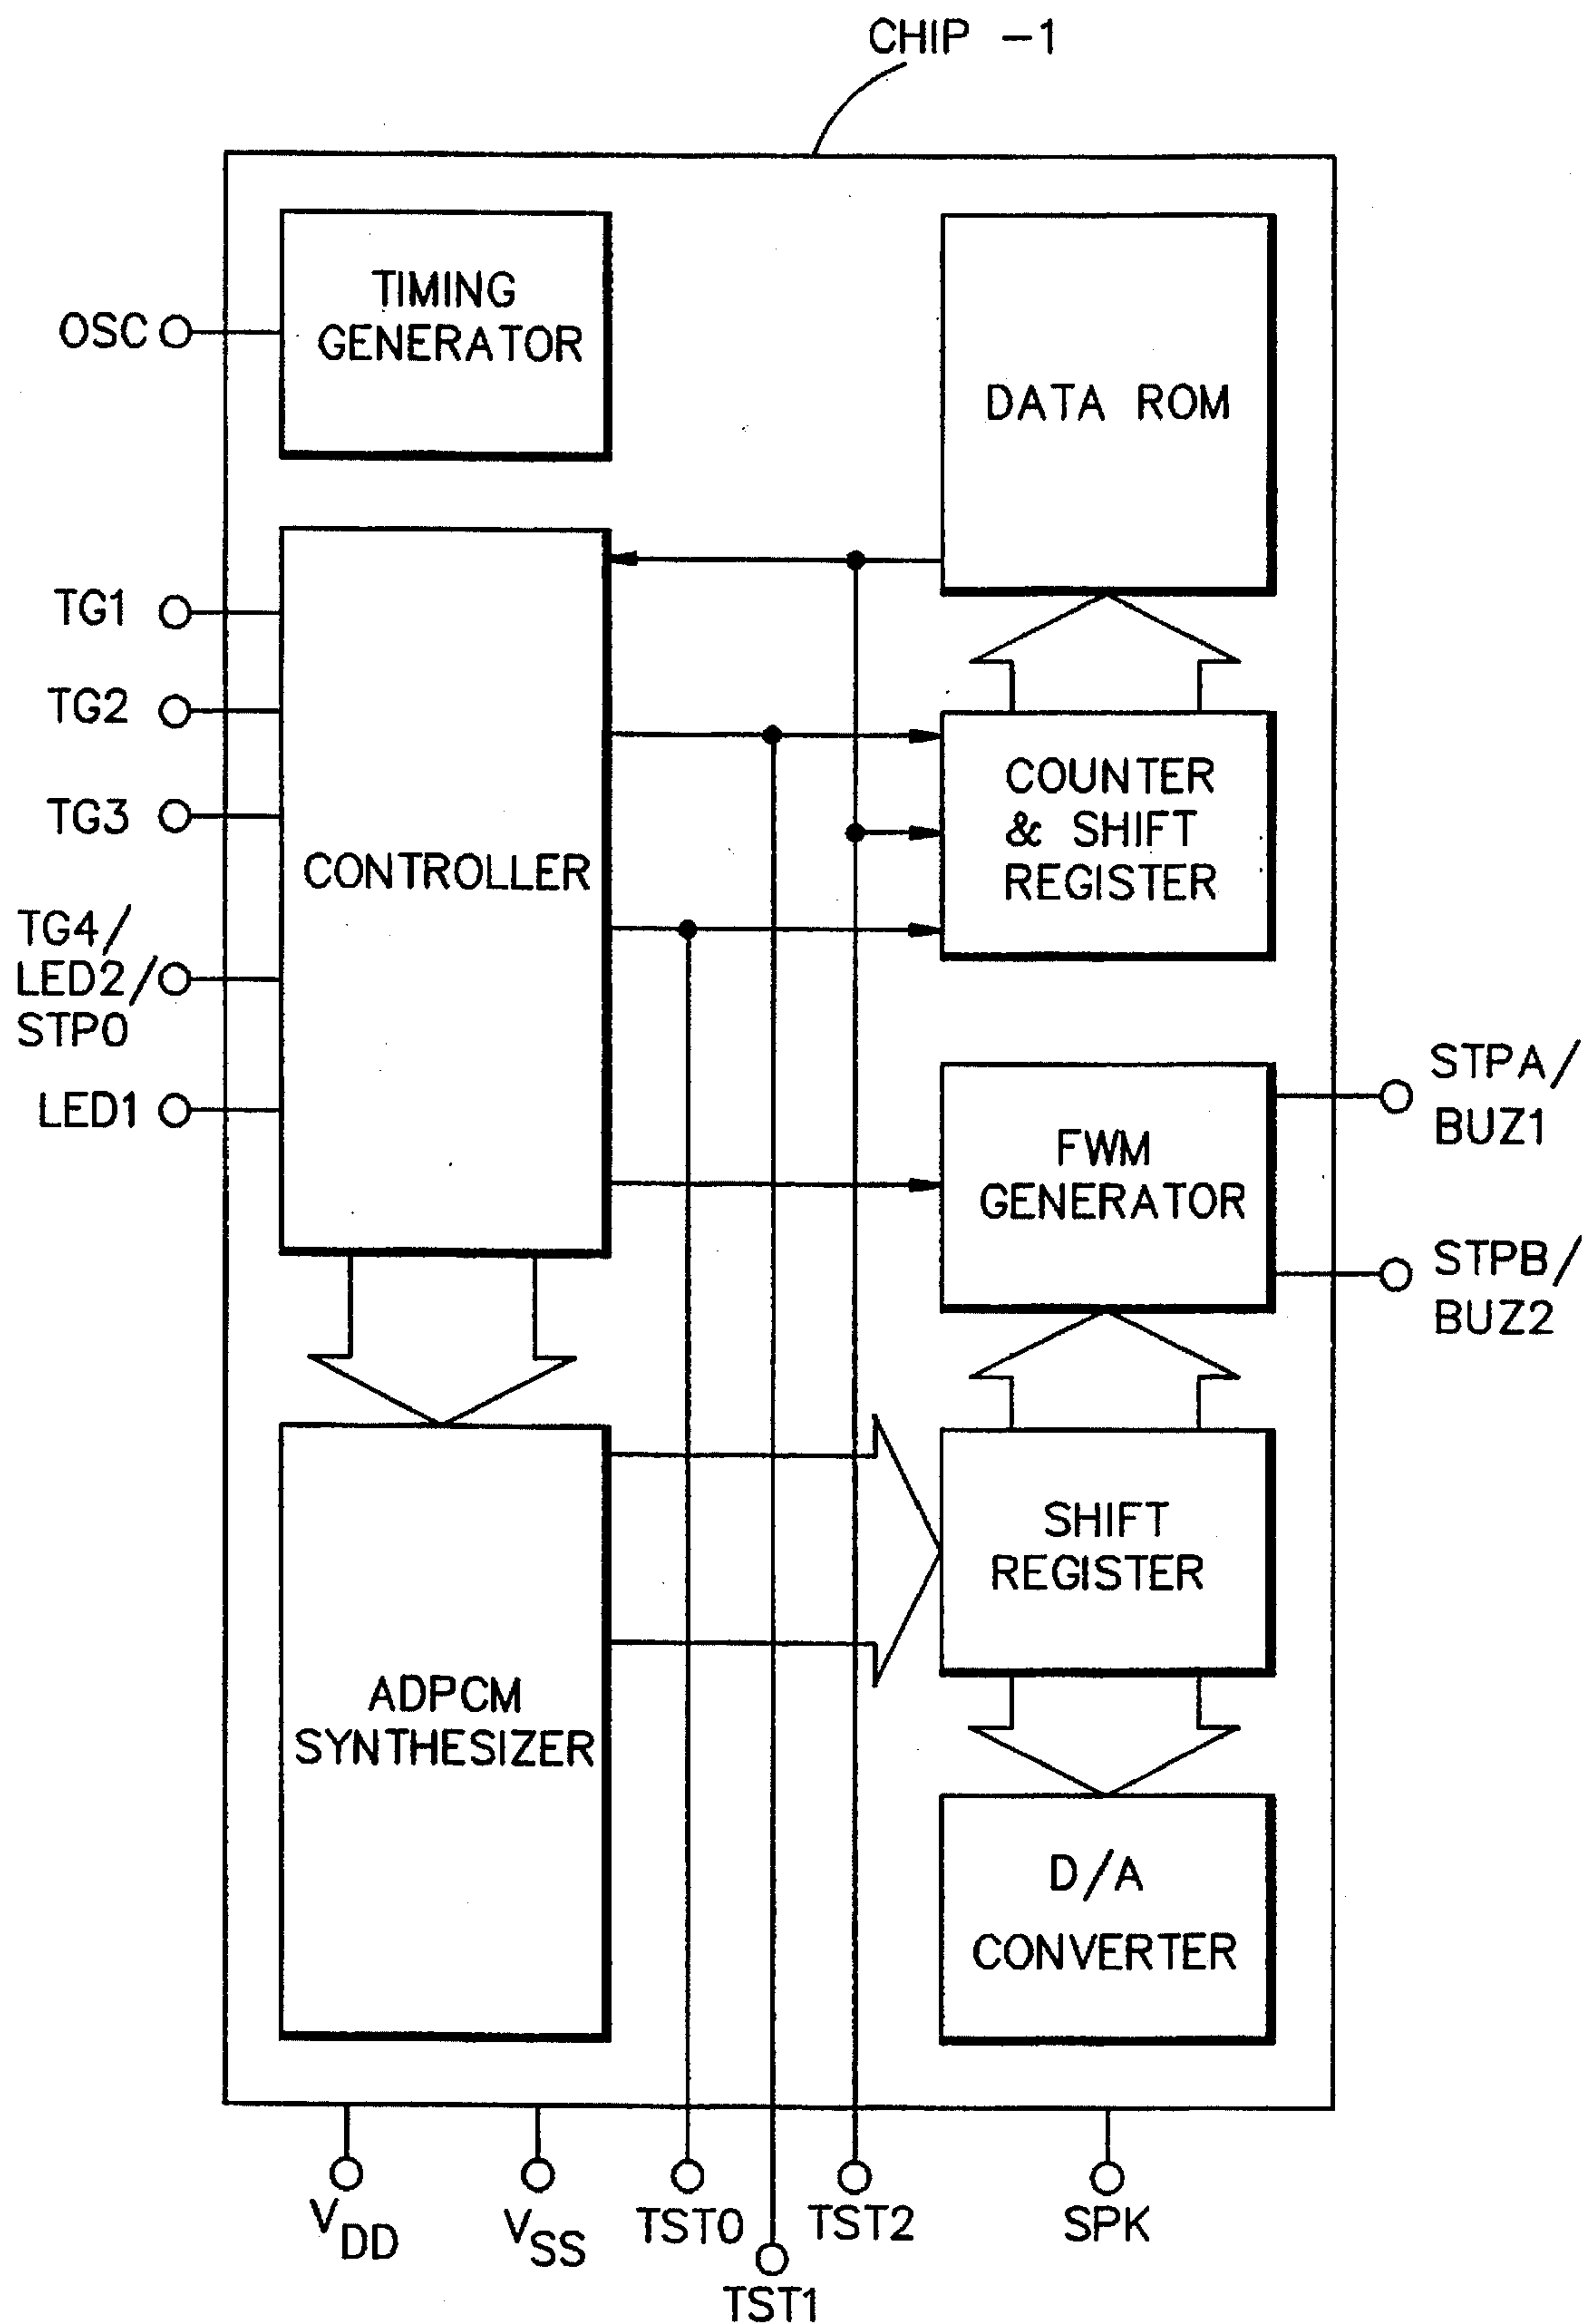 CHIP -1
TIMING
GENERATOR
OSC
DATA ROM
TG1
TG2
TG3
TG4/
LED2/
STP0
LED1
CONTROLLER
COUNTER
& SHIFT
REGISTER
FWM
GENERATOR
STPA/
BUZ1
STPB/
BUZ2
SHIFT
REGISTER
ADPCM
SYNTHESIZER
D/A
CONVERTER
VDD
VSS
TST0
TST1
TST2
SPK